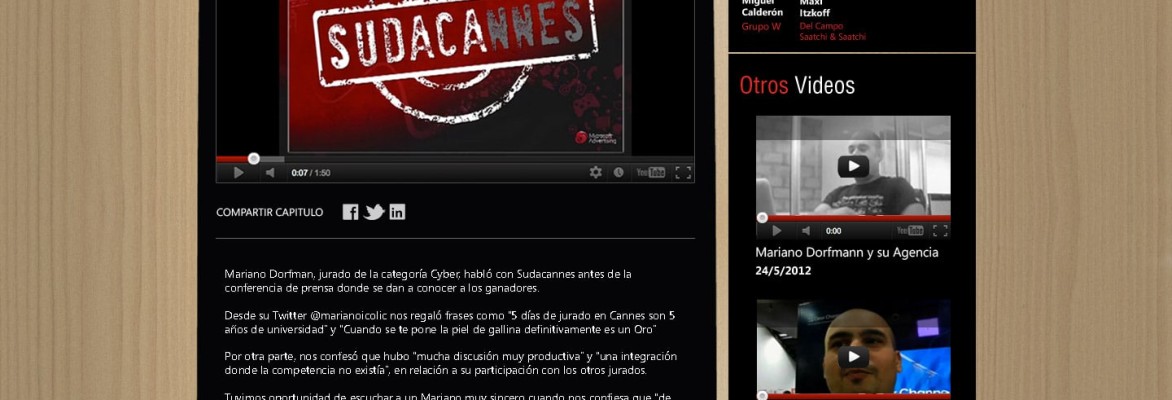 SUDACANNES
Microsoft
Advertising
0:07 / 1:50
YouTube
COMPARTIR CAPITULO
Mariano Dorfman, jurado de la categoría Cyber, habló con Sudacannes antes de la
conferencia de prensa donde se dan a conocer a los ganadores.
Desde su Twitter @marianoicolic nos regaló frases como "5 días de jurado en Cannes son 5
años de universidad" y "Cuando se te pone la piel de gallina definitivamente es un Oro"
Por otra parte, nos confesó que hubo "mucha discusión muy productiva" y "una integración
donde la competencia no existía", en relación a su participación con los otros jurados.
Tuvimos oportunidad de escuchar a un Mariano muy sincero cuando nos confiesa que "de
Miguel
Calderón
Grupo W
Maxi
Itzkoff
Del Campo
Saatchi & Saatchi
Otros Videos
0:00
YouTube
Mariano Dorfmann y su Agencia
24/5/2012